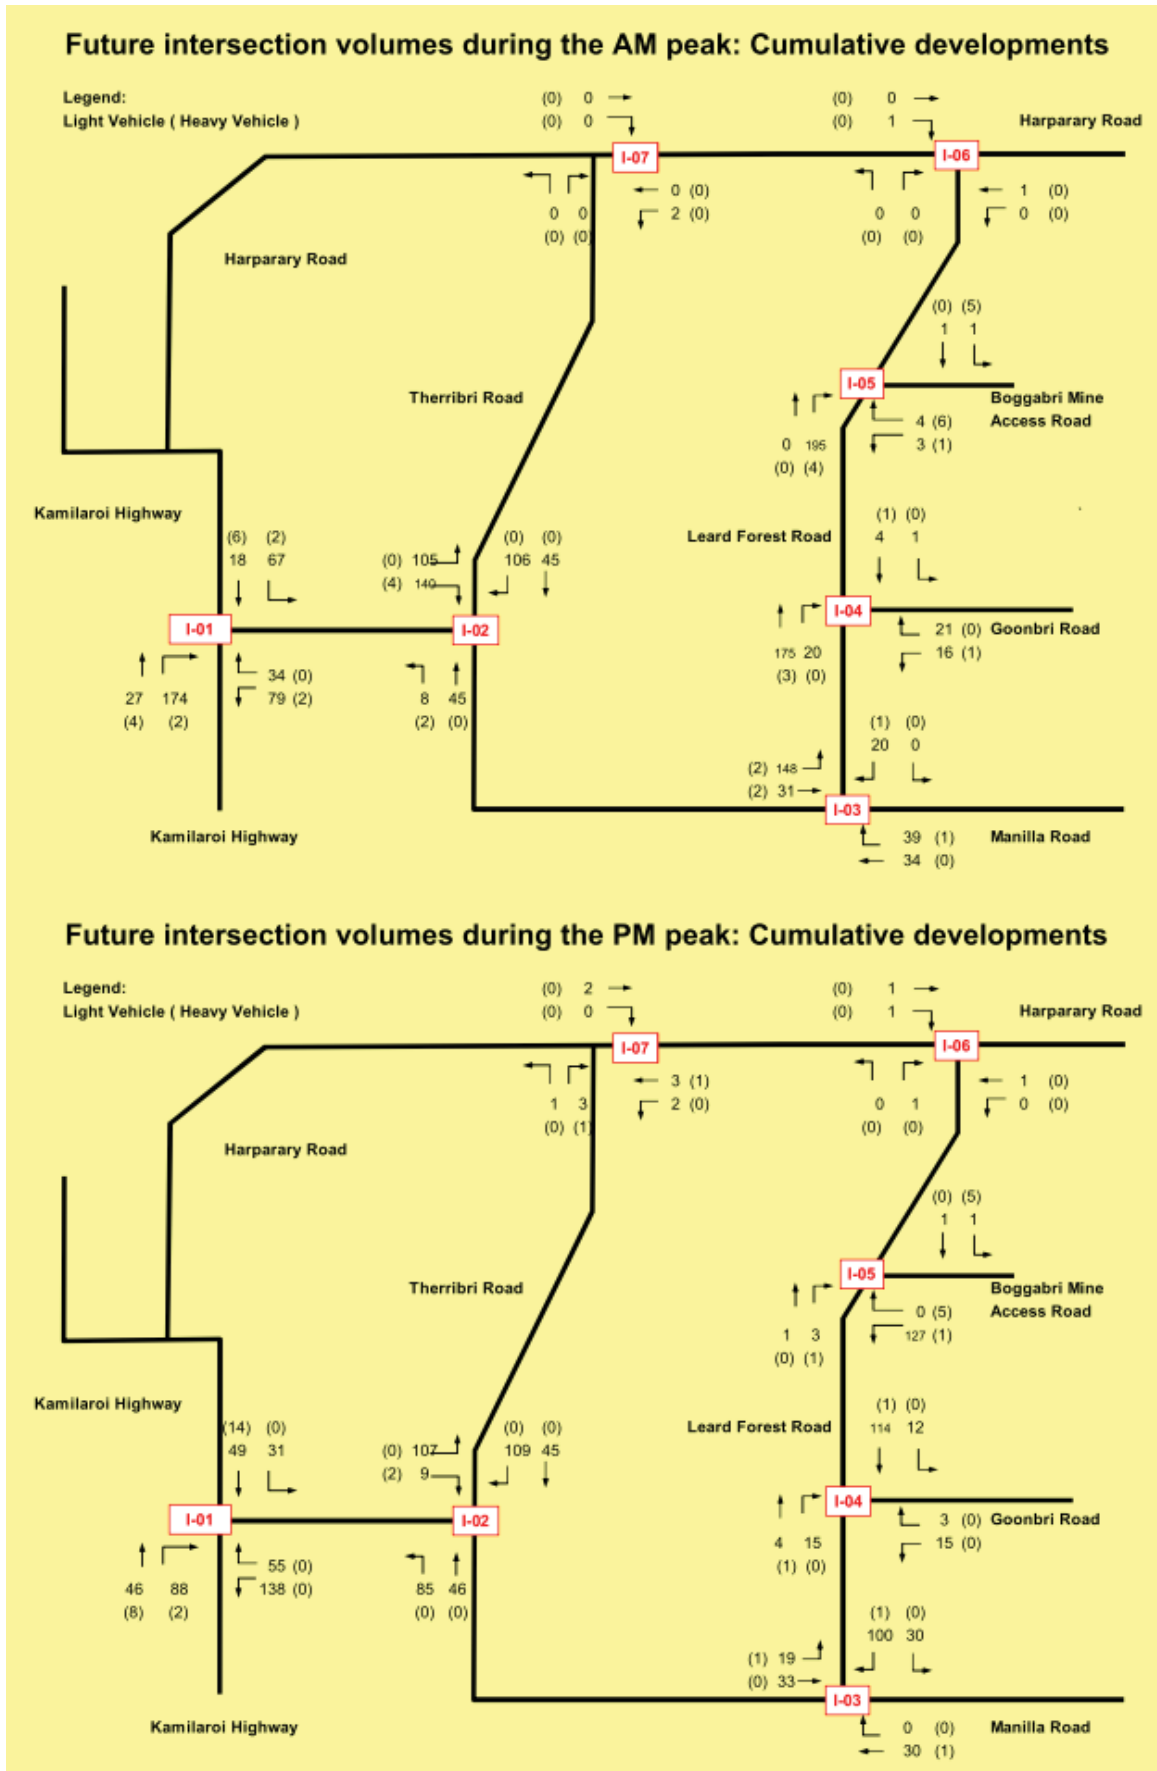 Future intersection volumes during the AM peak: Cumulative developments
Legend:
Light Vehicle ( Heavy Vehicle )
(0) 0
(0) 0
(0) 0
(0) 1
Harparary Road
I-07
I-06
0 (0)
2 (0)
1 (0)
0 (0)
0 0
(0) (0)
0 0
(0) (0)
Harparary Road
(0) (5)
1 1
I-05
Therribri Road
Boggabri Mine
Access Road
4 (6)
3 (1)
0 195
(0) (4)
Kamilaroi Highway
(1) (0)
4 1
Leard Forest Road
(6) (2)
18 67
(0) 105
(4) 140
(0) (0)
106 45
I-04
I-01
I-02
21 (0)
Goonbri Road
16 (1)
175 20
(3) (0)
34 (0)
79 (2)
27 174
(4) (2)
8 45
(2) (0)
(1) (0)
20 0
(2) 148
(2) 31
I-03
Kamilaroi Highway
39 (1)
34 (0)
Manilla Road
Future intersection volumes during the PM peak: Cumulative developments
Legend:
Light Vehicle ( Heavy Vehicle )
(0) 2
(0) 0
(0) 1
(0) 1
Harparary Road
I-07
I-06
3 (1)
2 (0)
1 (0)
0 (0)
1 3
(0) (1)
0 1
(0) (0)
Harparary Road
(0) (5)
1 1
I-05
Therribri Road
Boggabri Mine
Access Road
0 (5)
127 (1)
1 3
(0) (1)
Kamilaroi Highway
(1) (0)
114 12
Leard Forest Road
(14) (0)
49 31
(0) 107
(2) 9
(0) (0)
109 45
I-04
I-01
I-02
3 (0)
Goonbri Road
15 (0)
4 15
(1) (0)
55 (0)
138 (0)
46 88
(8) (2)
85 46
(0) (0)
(1) (0)
100 30
(1) 19
(0) 33
I-03
Kamilaroi Highway
0 (0)
30 (1)
Manilla Road